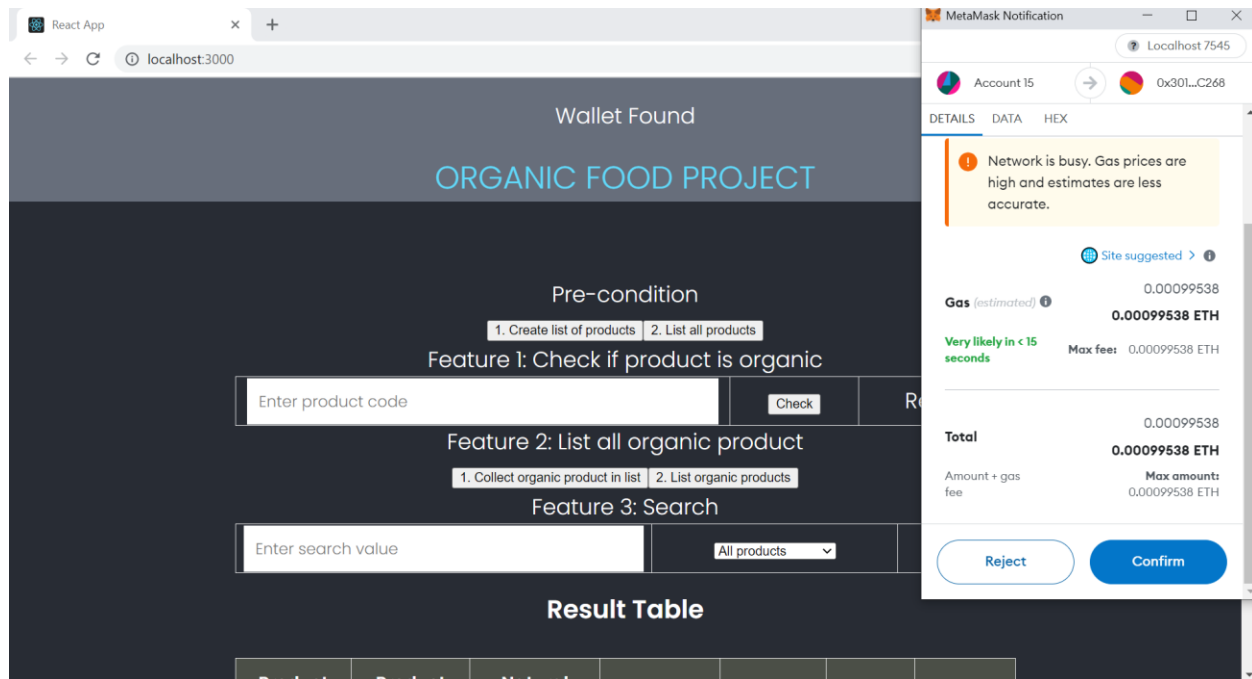 React App
localhost:3000
Wallet Found
ORGANIC FOOD PROJECT
Pre-condition
1. Create list of products 2. List all products
Feature 1: Check if product is organic
Enter product code Check
Feature 2: List all organic product
1. Collect organic product in list 2. List organic products
Feature 3: Search
Enter search value All products
Result Table
MetaMask Notification
Localhost 7545
Account 15 0x301...C268
DETAILS DATA HEX
Network is busy. Gas prices are
high and estimates are less
accurate.
Site suggested >
0.00099538
Gas (estimated) 0.00099538 ETH
Very likely in < 15
seconds
Max fee: 0.00099538 ETH
0.00099538
Total
0.00099538 ETH
Amount + gas
fee
Max amount:
0.00099538 ETH
Reject Confirm